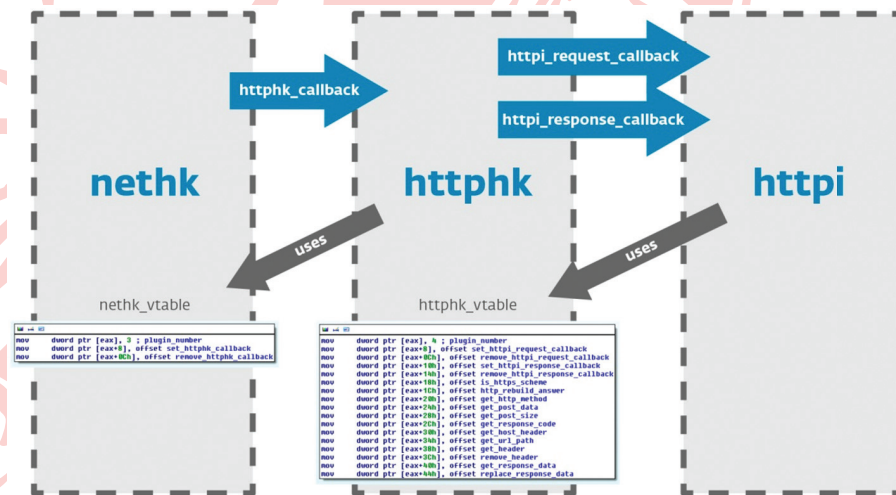 httphk_callback
httpi_request_callback
httpi_response_callback
nethk
httphk
httpi
uses
uses
nethk_vtable
mov dword ptr [eax], 3 ; plugin_number
mov dword ptr [eax+8], offset set_httphk_callback
mov dword ptr [eax+0Ch], offset remove_httphk_callback
httphk_vtable
mov dword ptr [eax], 4 ; plugin_number
mov dword ptr [eax+8], offset set_httpi_request_callback
mov dword ptr [eax+0Ch], offset remove_httpi_request_callback
mov dword ptr [eax+10h], offset set_httpi_response_callback
mov dword ptr [eax+14h], offset remove_httpi_response_callback
mov dword ptr [eax+18h], offset is_https_scheme
mov dword ptr [eax+1Ch], offset http_rebuild_answer
mov dword ptr [eax+20h], offset get_http_method
mov dword ptr [eax+24h], offset get_post_data
mov dword ptr [eax+28h], offset get_post_size
mov dword ptr [eax+2Ch], offset get_response_code
mov dword ptr [eax+30h], offset get_host_header
mov dword ptr [eax+34h], offset get_url_path
mov dword ptr [eax+38h], offset get_header
mov dword ptr [eax+3Ch], offset remove_header
mov dword ptr [eax+40h], offset get_response_data
mov dword ptr [eax+44h], offset replace_response_data